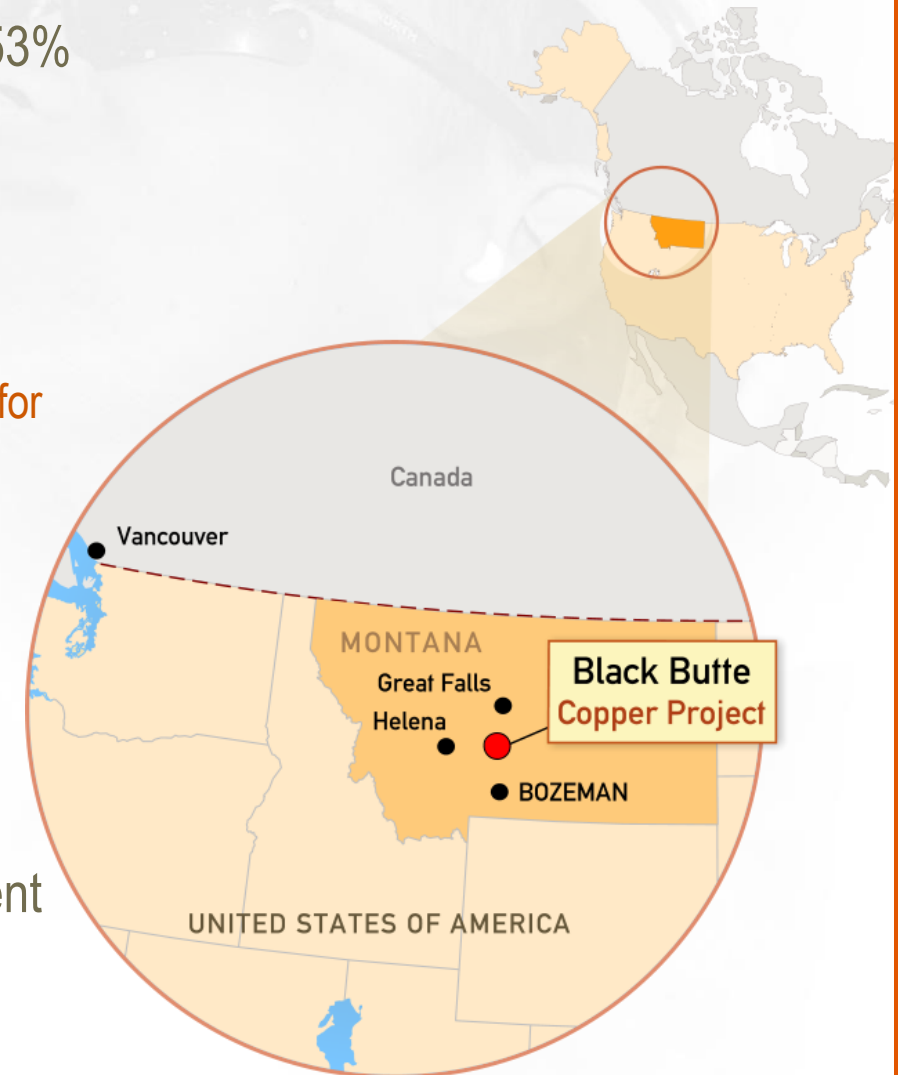 53%
for
Canada
Vancouver
MONTANA
Black Butte
Copper Project
Great Falls
Helena
BOZEMAN
ent
UNITED STATES OF AMERICA